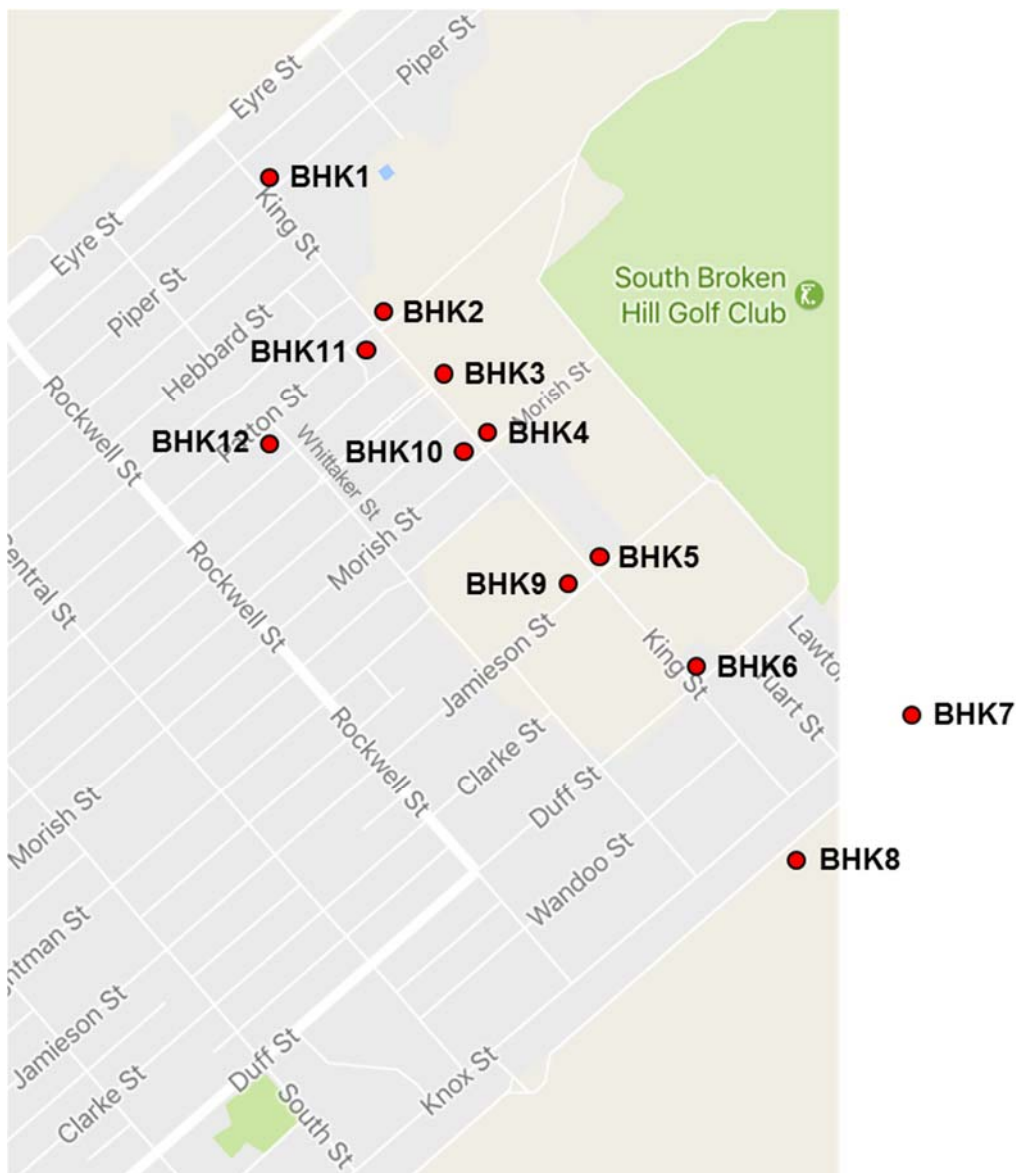 Piper St
Eyre St
BHK1
King St
Eyre St
South Broken
Hill Golf Club
Piper St
BHK2
Hebbard St
BHK11
BHK3
Morish St
Rockwell St
BHK4
BHK12
BHK10
Whittaker St
Morish St
BHK5
Rockwell St
BHK9
Jamieson St
King St
BHK6
BHK7
Rockwell St
Clarke St
Duff St
Morish St
BHK8
Wandoo St
Jamieson St
Duff St
Knox St
Clarke St
South St